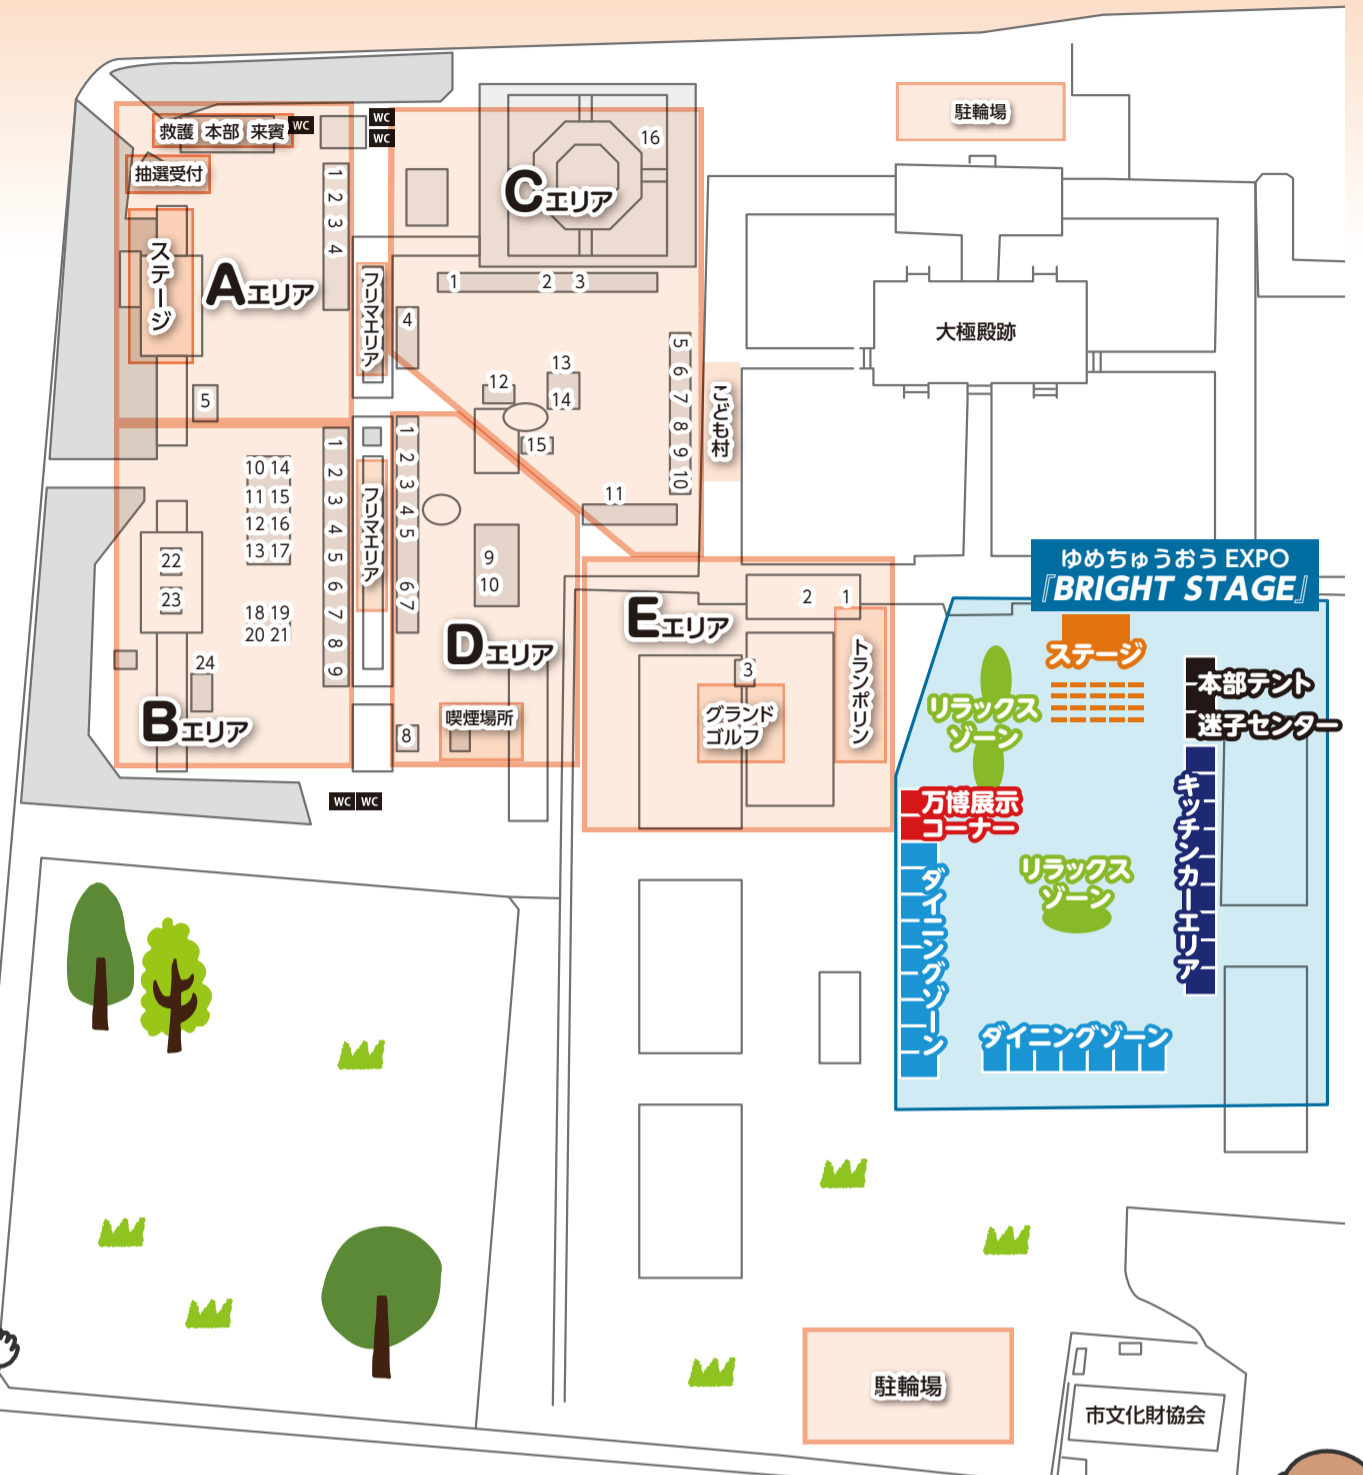 駐輪場
救護 本部 来賓
WC
WC
WC
抽選受付
ステージ
Aエリア
1
2
3
4
5
フリマエリア
Cエリア
16
1
2
3
4
5
6
7
8
9
10
11
12
13
14
15
こども村
大極殿跡
Bエリア
1
2
3
4
5
6
7
8
9
10 14
11 15
12 16
13 17
18 19
20 21
22
23
24
フリマエリア
Dエリア
1
2
3
4
5
6
7
8
9
10
喫煙場所
WC WC
Eエリア
2 1
3
グランド
ゴルフ
トランポリン
ゆめちゅうおう EXPO
『BRIGHT STAGE』
ステージ
リラックス
ゾーン
本部テント
迷子センター
万博展示
コーナー
キッチンカーエリア
リラックス
ゾーン
ダイニングゾーン
ダイニングゾーン
駐輪場
市文化財協会